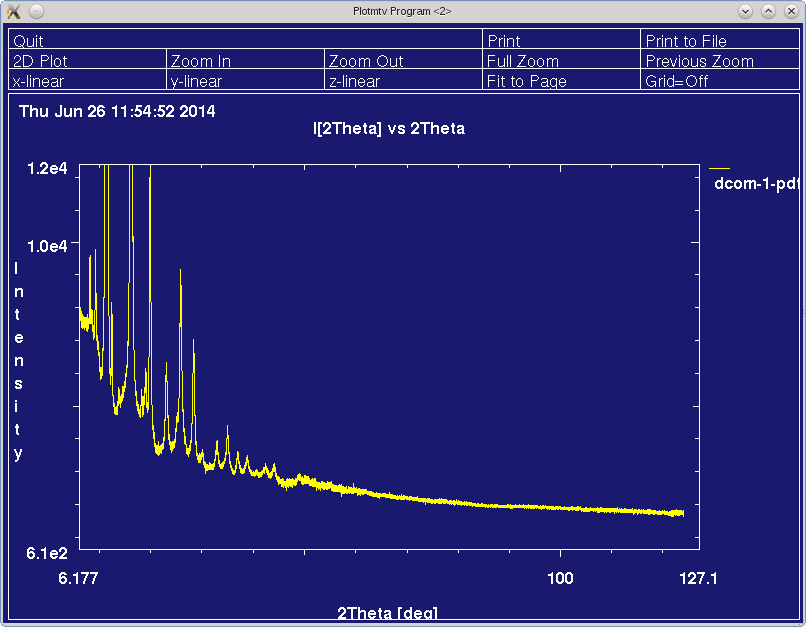 Plotmtv Program <2>
Quit Print Print to File
2D Plot Zoom In Zoom Out Full Zoom Previous Zoom
x-linear y-linear z-linear Fit to Page Grid=Off
Thu Jun 26 11:54:52 2014
I[2Theta] vs 2Theta
dcom-1-pdf
1.2e4
1.0e4
Intensity
6.1e2
6.177 100 127.1
2Theta [deg]